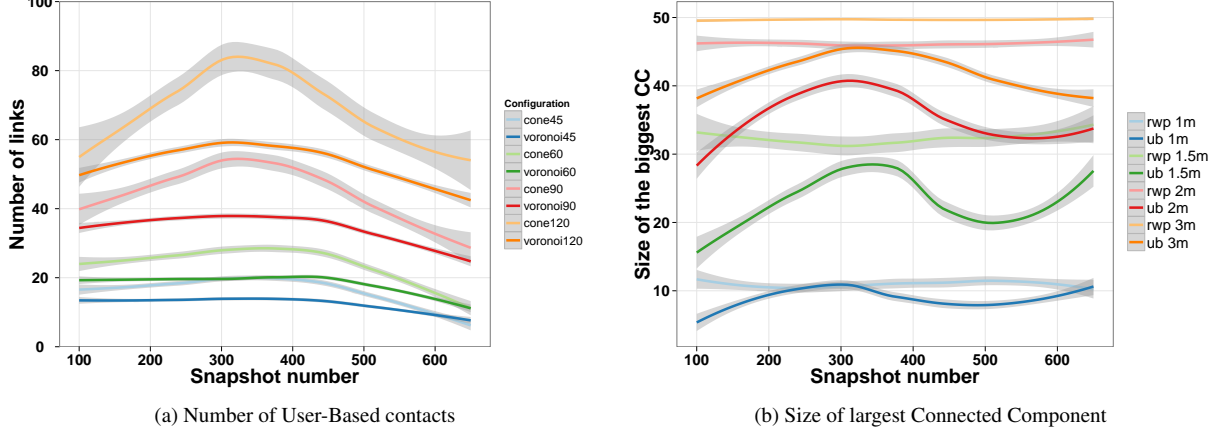 100
80
60
40
20
0
Number of links
100 200 300 400 500 600
Snapshot number
Configuration
cone45
voronoi45
cone60
voronoi60
cone90
voronoi90
cone120
voronoi120
(a) Number of User-Based contacts
50
40
30
20
10
Size of the biggest CC
100 200 300 400 500 600
Snapshot number
rwp 1m
ub 1m
rwp 1.5m
ub 1.5m
rwp 2m
ub 2m
rwp 3m
ub 3m
(b) Size of largest Connected Component